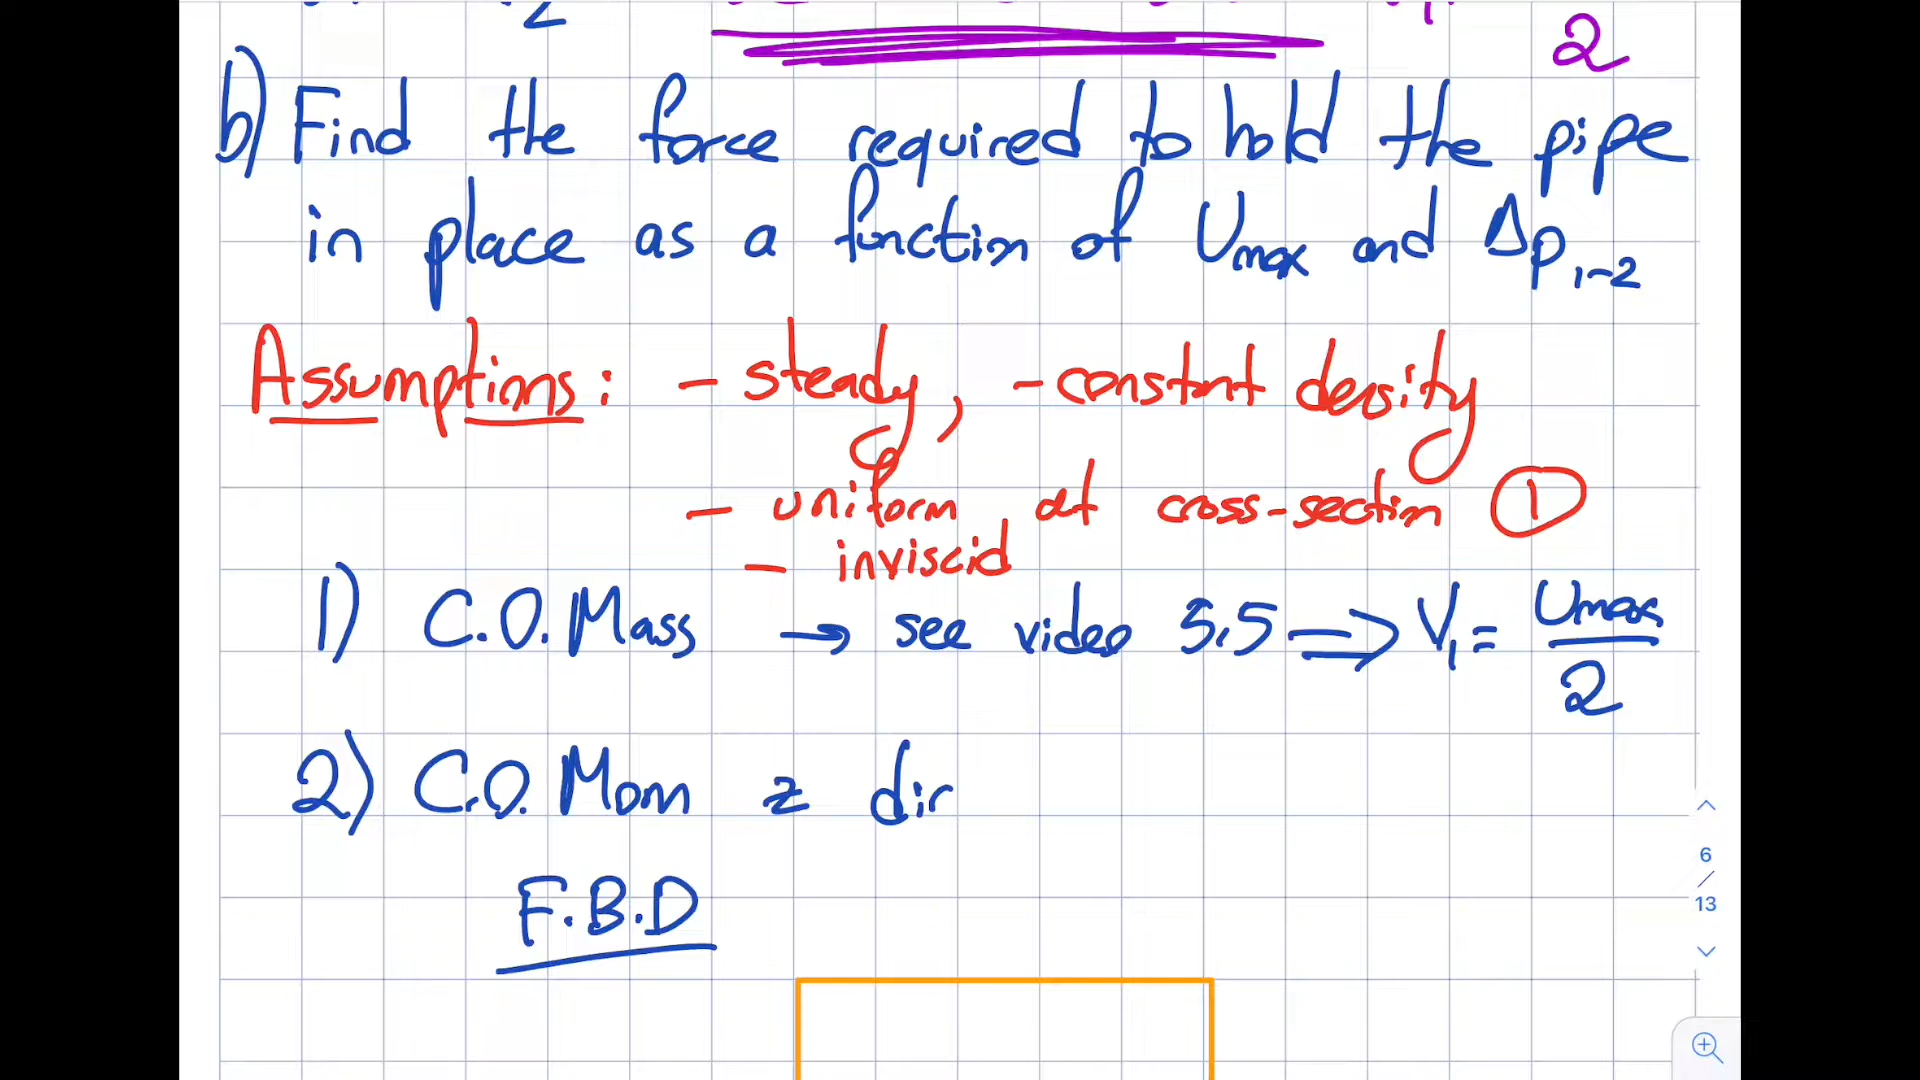 2
2
b) Find the force required to hold the pipe
in place as a function of Umax and Δp1-2
Assumptions: - steady, - constant density
- uniform at cross-section ①
- inviscid
1) C.O.Mass → see video 5.5 ⟹ V1 = Umax/2
2) C.O.Mom z dir
F.B.D
6
/
13